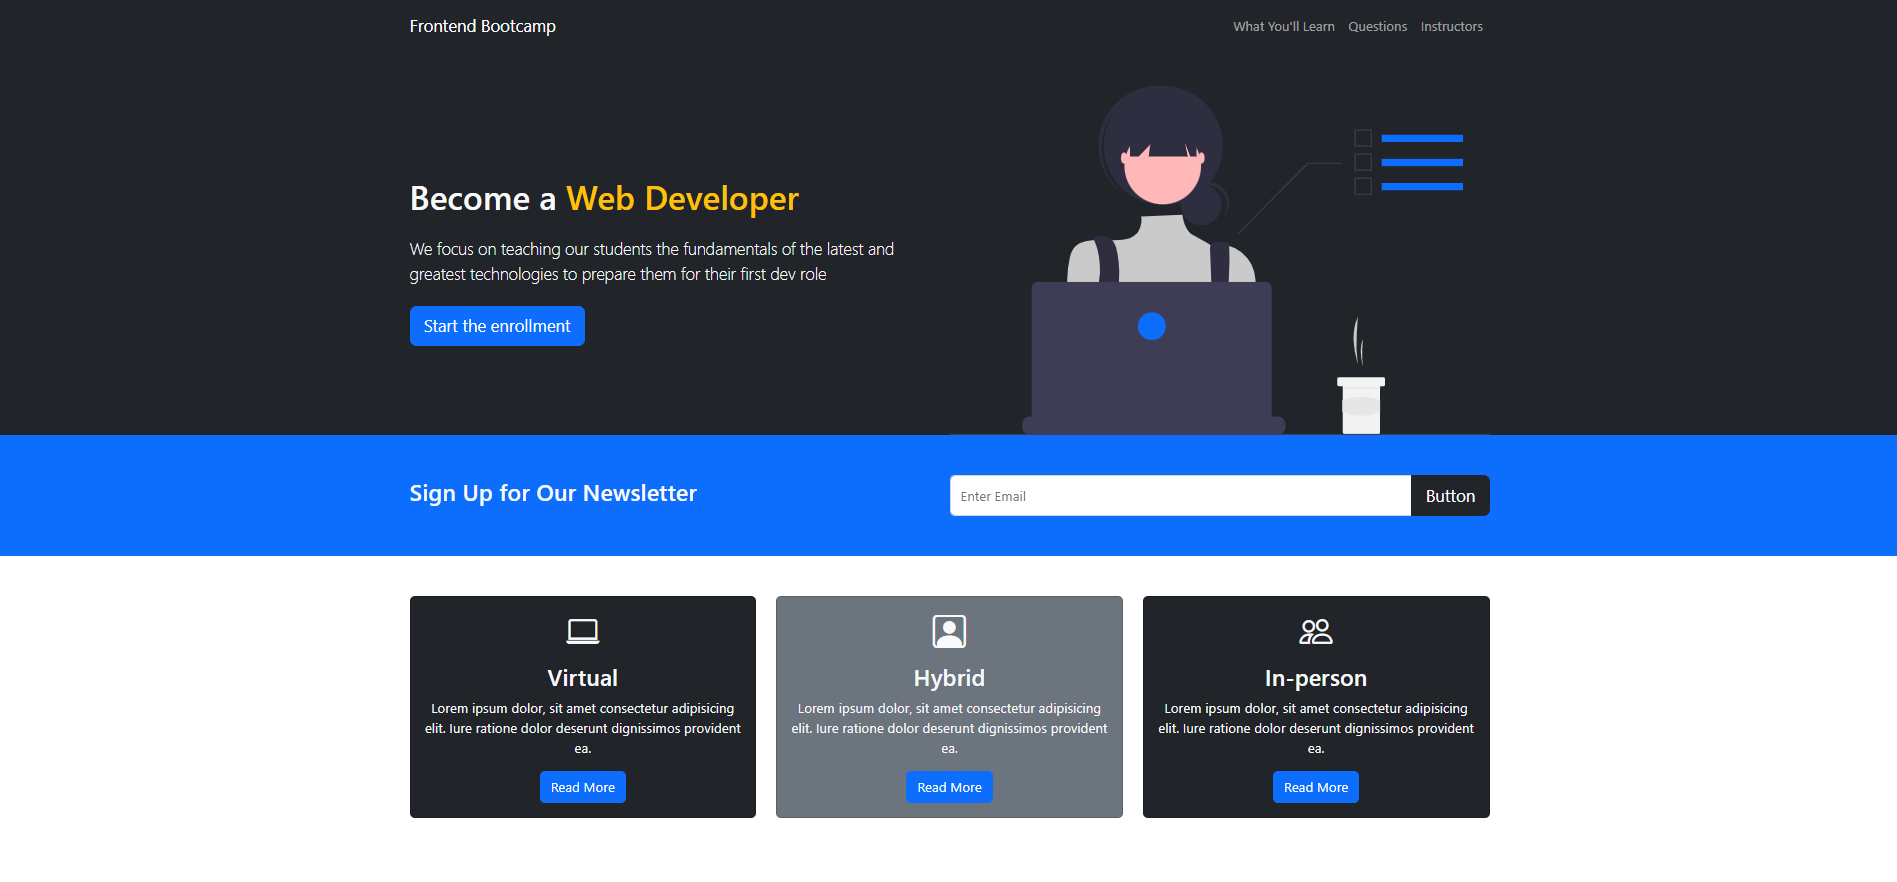 Frontend Bootcamp
What You'll Learn Questions Instructors
Become a Web Developer
We focus on teaching our students the fundamentals of the latest and
greatest technologies to prepare them for their first dev role
Start the enrollment
Sign Up for Our Newsletter
Enter Email
Button
Virtual
Lorem ipsum dolor, sit amet consectetur adipisicing
elit. Iure ratione dolor deserunt dignissimos provident
ea.
Read More
Hybrid
Lorem ipsum dolor, sit amet consectetur adipisicing
elit. Iure ratione dolor deserunt dignissimos provident
ea.
Read More
In-person
Lorem ipsum dolor, sit amet consectetur adipisicing
elit. Iure ratione dolor deserunt dignissimos provident
ea.
Read More